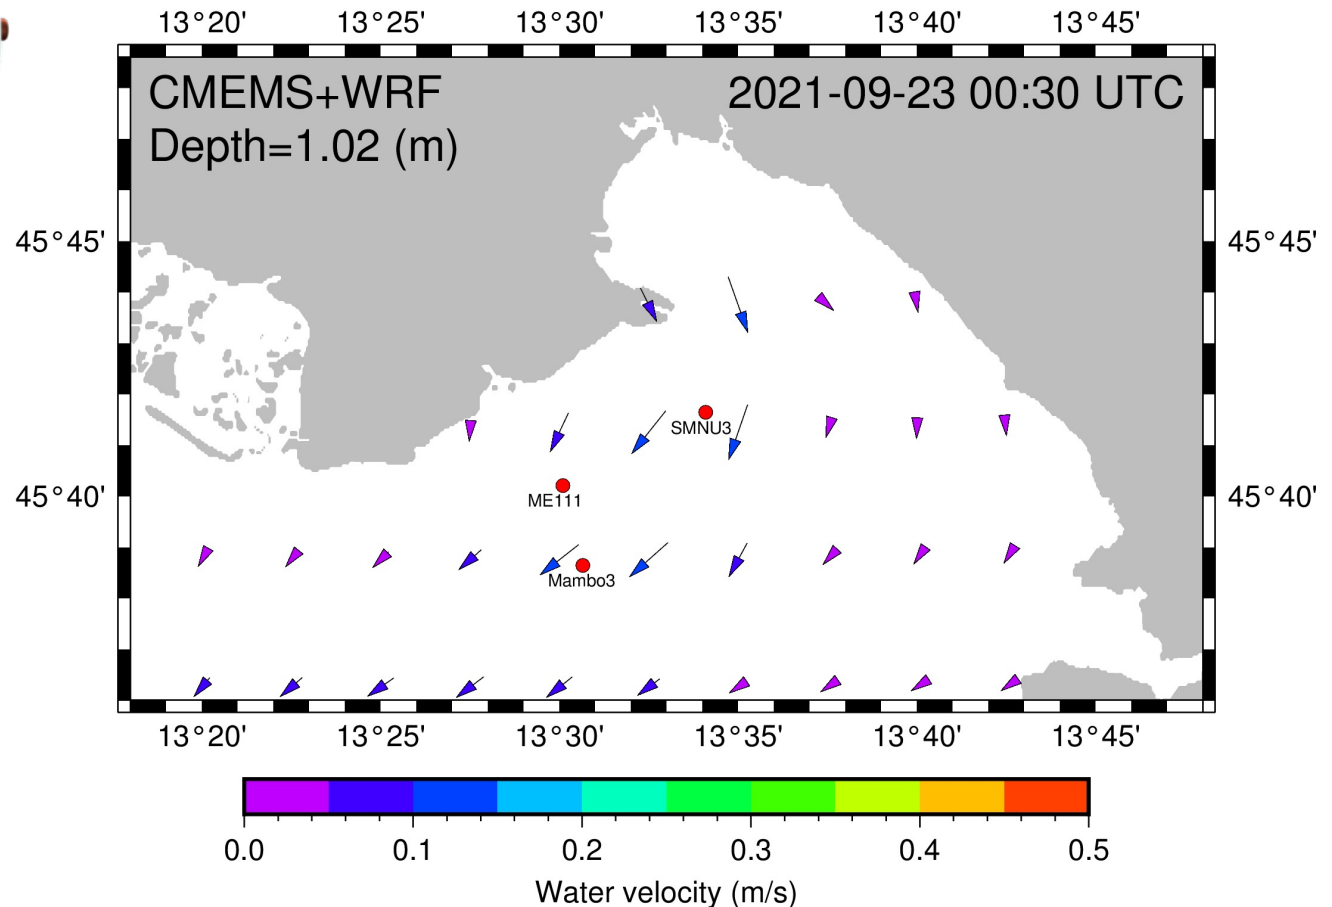 13°20' 13°25' 13°30' 13°35' 13°40' 13°45'
CMEMS+WRF 2021-09-23 00:30 UTC
Depth=1.02 (m)
45°45' 45°45'
SMNU3
45°40' 45°40'
ME111
Mambo3
13°20' 13°25' 13°30' 13°35' 13°40' 13°45'
0.0 0.1 0.2 0.3 0.4 0.5
Water velocity (m/s)